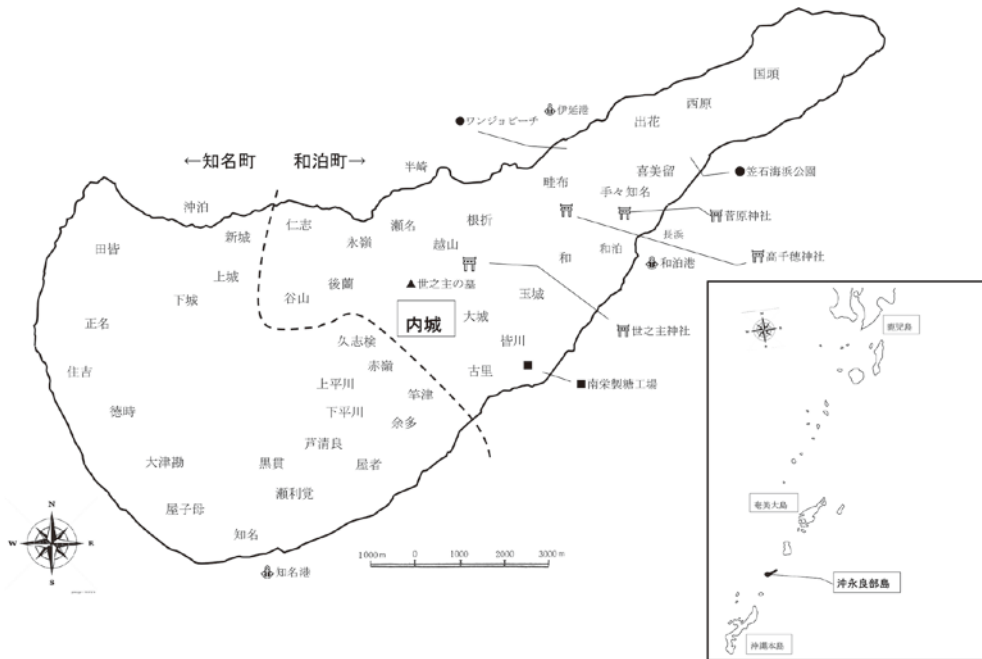 国頭
西原
伊延港
ワンジョビーチ
出花
←知名町 和泊町→
半崎
喜美留
笠石海浜公園
畦布
手々知名
沖泊
仁志
瀬名
根折
菅原神社
新城
永嶺
越山
長浜
田皆
和
和泊
高千穂神社
和泊港
上城
後蘭
世之主の墓
下城
谷山
玉城
内城
大城
世之主神社
正名
久志検
皆川
赤嶺
古里
住吉
上平川
南栄製糖工場
竿津
徳時
下平川
余多
芦清良
大津勘
黒貫
屋者
瀬利覚
屋子母
知名
知名港
N
W E
S
1000m 0 1000 2000 3000m
鹿児島
奄美大島
沖永良部島
沖縄本島